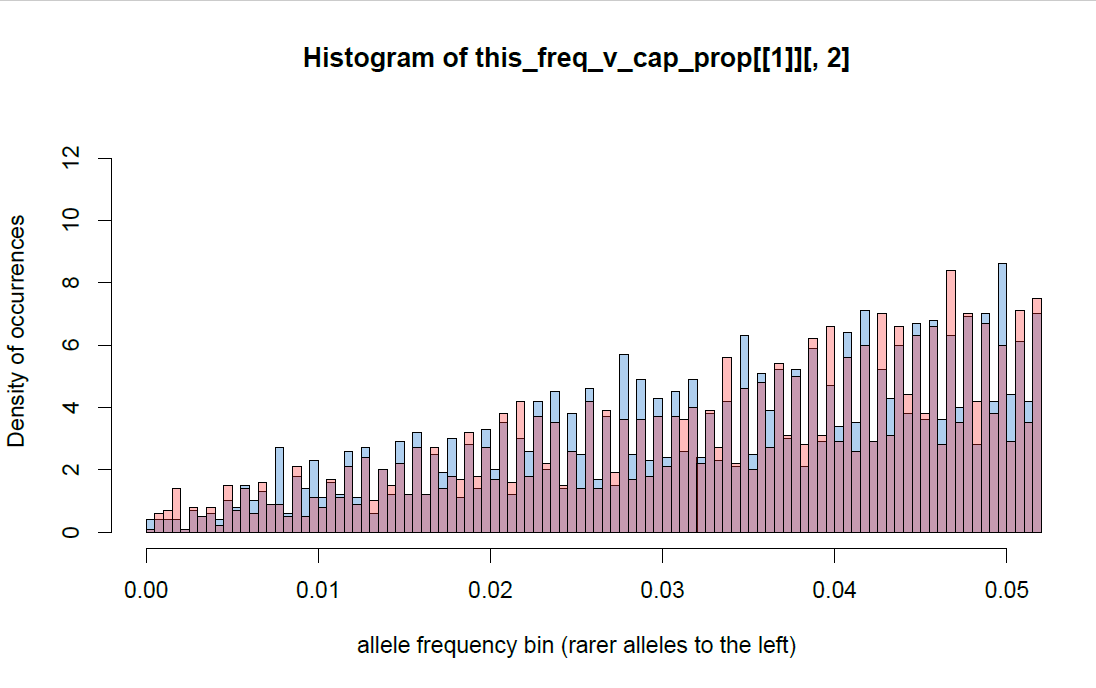 Histogram of this_freq_v_cap_prop[[1]][, 2]
Density of occurrences
12
10
8
6
4
2
0
0.00 0.01 0.02 0.03 0.04 0.05
allele frequency bin (rarer alleles to the left)